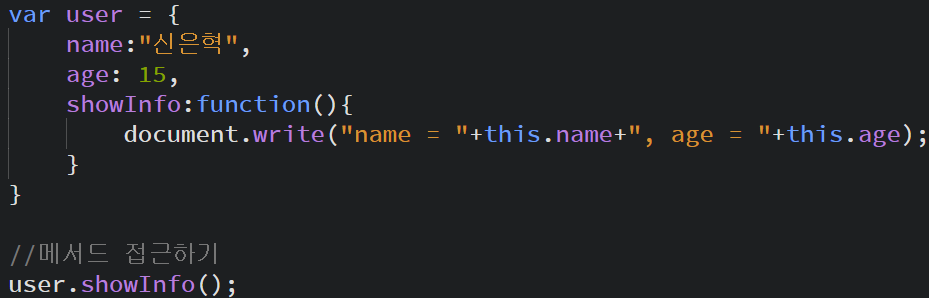 var user = {
    name:"신은혁",
    age: 15,
    showInfo:function(){
        document.write("name = "+this.name+", age = "+this.age);
    }
}
//메서드 접근하기
user.showInfo();